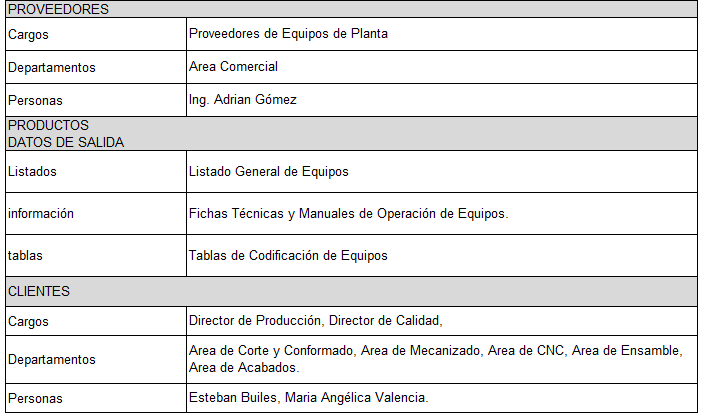 PROVEEDORES
Cargos
Proveedores de Equipos de Planta
Departamentos
Area Comercial
Personas
Ing. Adrian Gómez
PRODUCTOS
DATOS DE SALIDA
Listados
Listado General de Equipos
información
Fichas Técnicas y Manuales de Operación de Equipos.
tablas
Tablas de Codificación de Equipos
CLIENTES
Cargos
Director de Producción, Director de Calidad,
Departamentos
Area de Corte y Conformado, Area de Mecanizado, Area de CNC, Area de Ensamble,
Area de Acabados.
Personas
Esteban Builes, Maria Angélica Valencia.